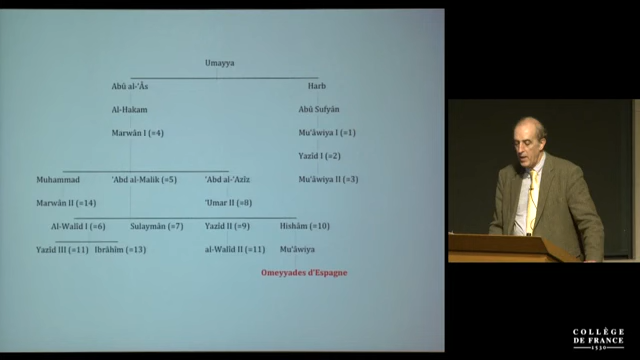 Umayya
Abû al-'Âs Harb
Al-Hakam Abû Sufyân
Marwân I (=4) Mu'âwiya I (=1)
Yazîd I (=2)
Muhammad 'Abd al-Malik (=5) 'Abd al-'Azîz Mu'âwiya II (=3)
Marwân II (=14) 'Umar II (=8)
Al-Walîd I (=6) Sulaymân (=7) Yazîd II (=9) Hishâm (=10)
Yazîd III (=11) Ibrâhîm (=13) al-Walîd II (=11) Mu'âwiya
Omeyyades d'Espagne
COLLÈGE
DE FRANCE
1530